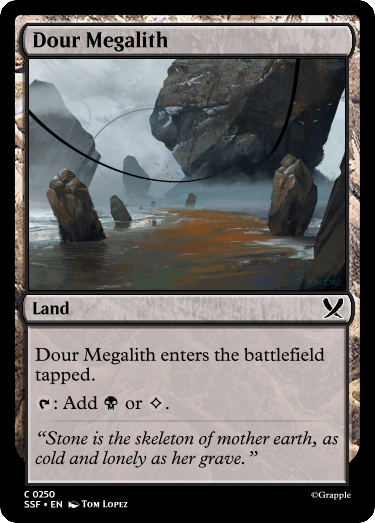 Dour Megalith
Land
Dour Megalith enters the battlefield
tapped.
: Add or .
“Stone is the skeleton of mother earth, as
cold and lonely as her grave.”
C 0250
SSF • EN Tom Lopez
©Grapple